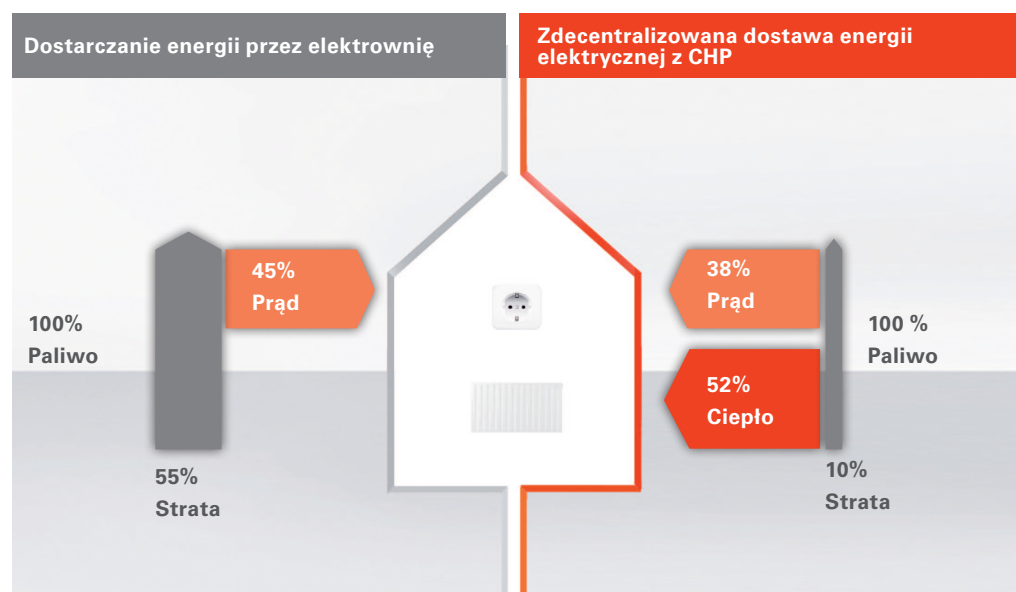 Dostarczanie energii przez elektrownię
Zdecentralizowana dostawa energii
elektrycznej z CHP
45%
Prąd
100%
Paliwo
55%
Strata
38%
Prąd
52%
Ciepło
100 %
Paliwo
10%
Strata